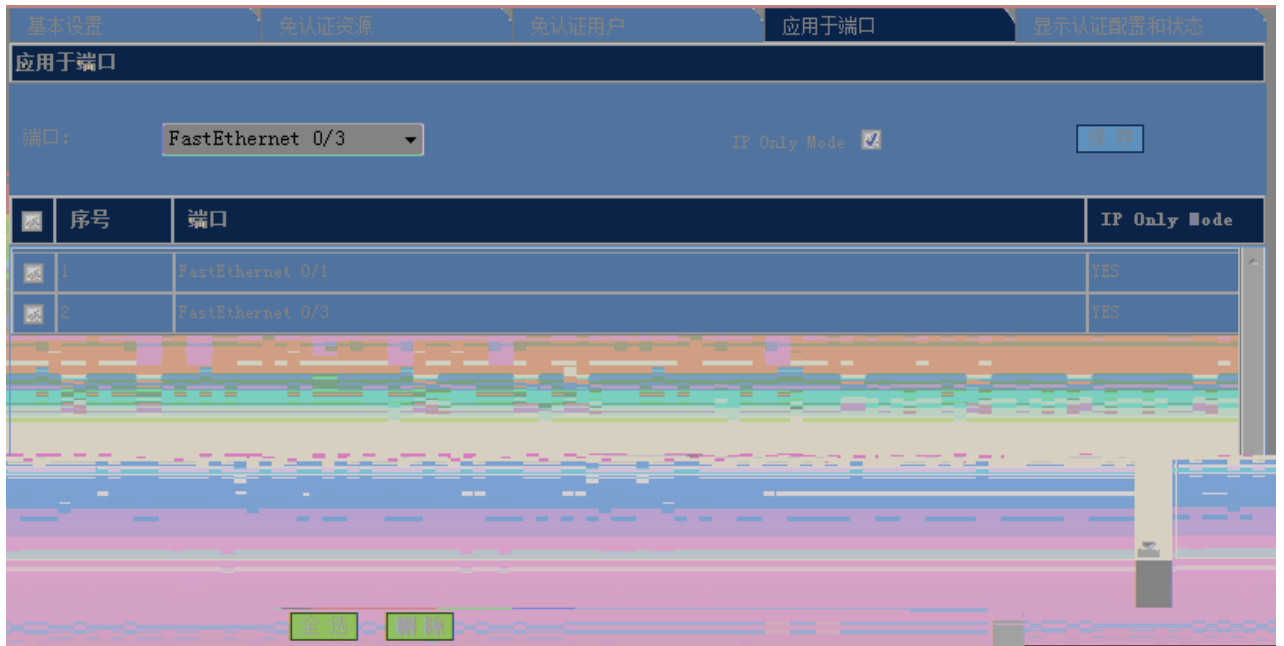 基本设置 免认证资源 免认证用户 应用于端口 显示认证配置和状态
应用于端口
端口: FastEthernet 0/3 IP Only Mode 保存
序号 端口 IP Only Mode
1 FastEthernet 0/1 YES
2 FastEthernet 0/3 YES
全选 删除